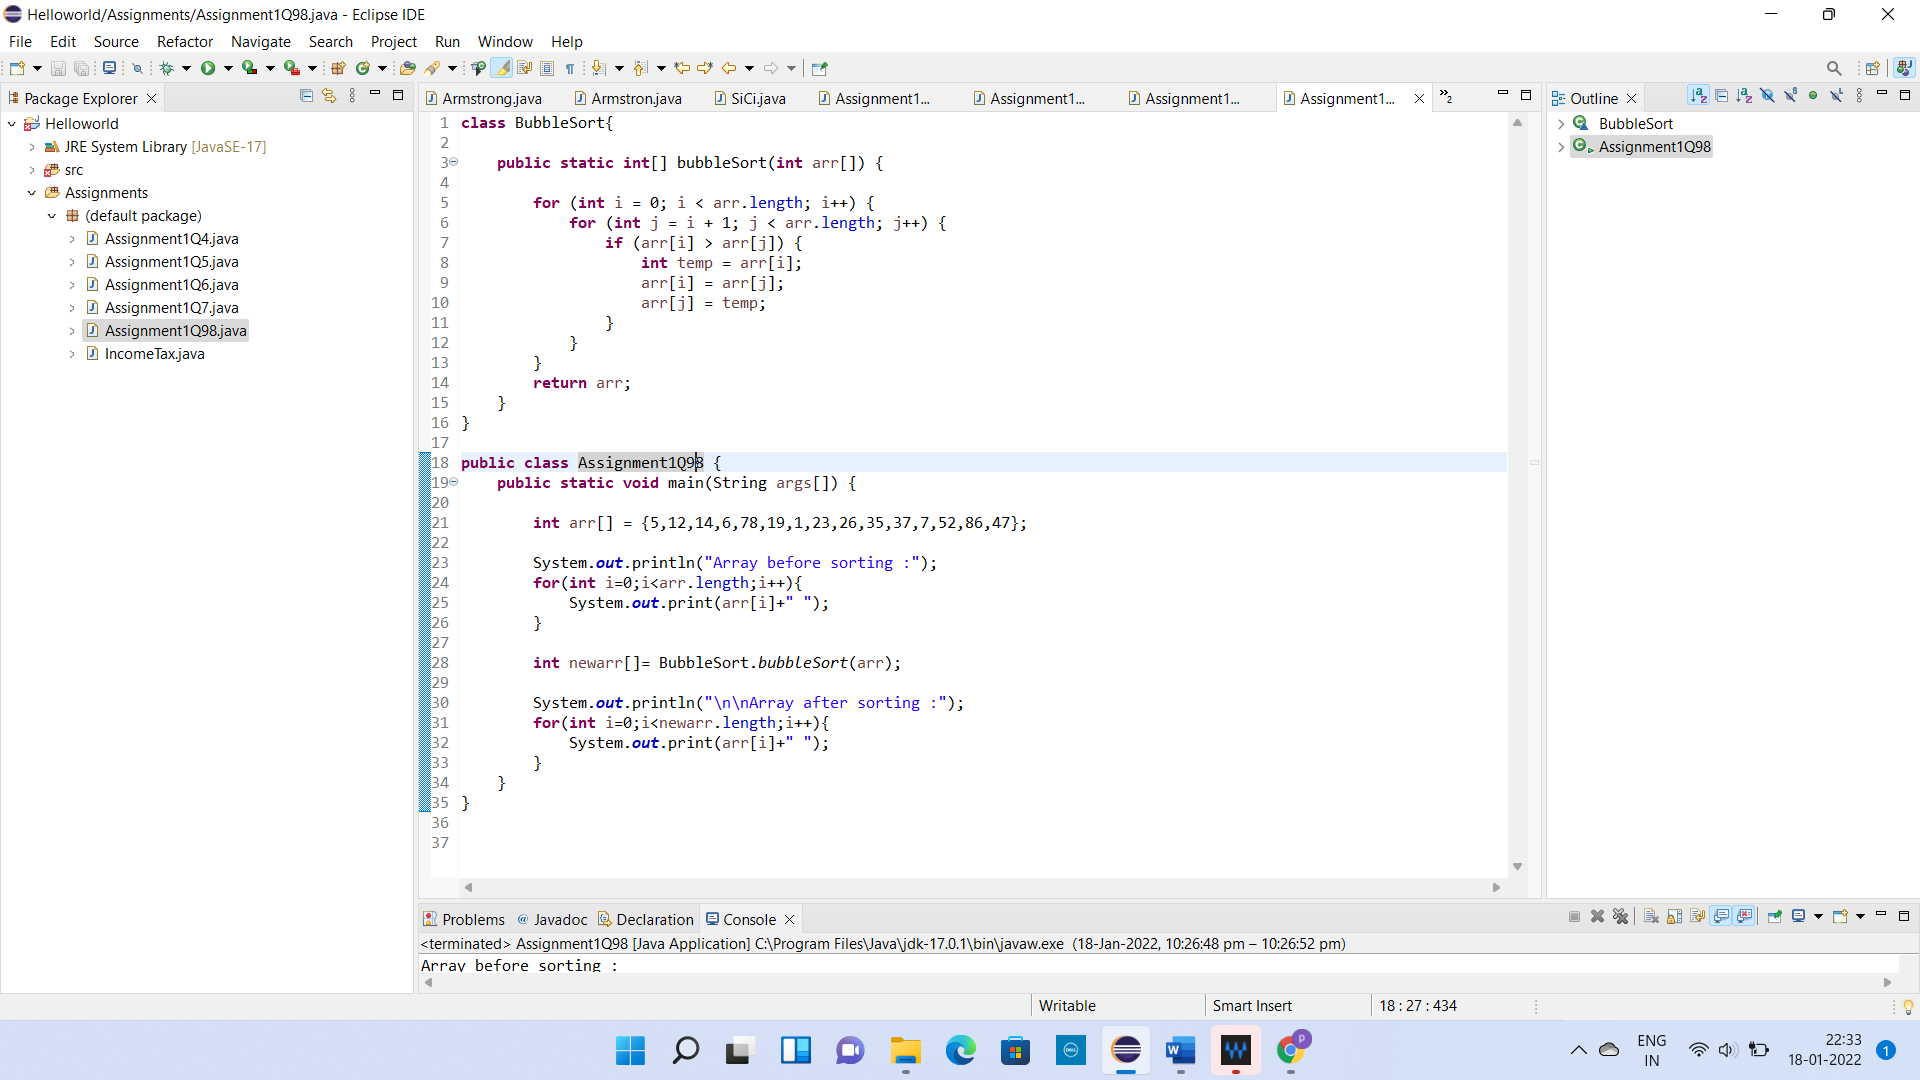 Helloworld/Assignments/Assignment1Q98.java - Eclipse IDE
File Edit Source Refactor Navigate Search Project Run Window Help
Package Explorer
Helloworld
JRE System Library [JavaSE-17]
src
Assignments
(default package)
Assignment1Q4.java
Assignment1Q5.java
Assignment1Q6.java
Assignment1Q7.java
Assignment1Q98.java
IncomeTax.java
Armstrong.java Armstron.java SiCi.java Assignment1... Assignment1... Assignment1... Assignment1... »2
1 class BubbleSort{
2
3 public static int[] bubbleSort(int arr[]) {
4
5 for (int i = 0; i < arr.length; i++) {
6 for (int j = i + 1; j < arr.length; j++) {
7 if (arr[i] > arr[j]) {
8 int temp = arr[i];
9 arr[i] = arr[j];
10 arr[j] = temp;
11 }
12 }
13 }
14 return arr;
15 }
16 }
17
18 public class Assignment1Q98 {
19 public static void main(String args[]) {
20
21 int arr[] = {5,12,14,6,78,19,1,23,26,35,37,7,52,86,47};
22
23 System.out.println("Array before sorting :");
24 for(int i=0;i<arr.length;i++){
25 System.out.print(arr[i]+" ");
26 }
27
28 int newarr[]= BubbleSort.bubbleSort(arr);
29
30 System.out.println("\n\nArray after sorting :");
31 for(int i=0;i<newarr.length;i++){
32 System.out.print(arr[i]+" ");
33 }
34 }
35 }
36
37
Outline
BubbleSort
Assignment1Q98
Problems @ Javadoc Declaration Console
<terminated> Assignment1Q98 [Java Application] C:\Program Files\Java\jdk-17.0.1\bin\javaw.exe (18-Jan-2022, 10:26:48 pm – 10:26:52 pm)
Array before sorting :
Writable Smart Insert 18 : 27 : 434
ENG
IN
22:33
18-01-2022
1